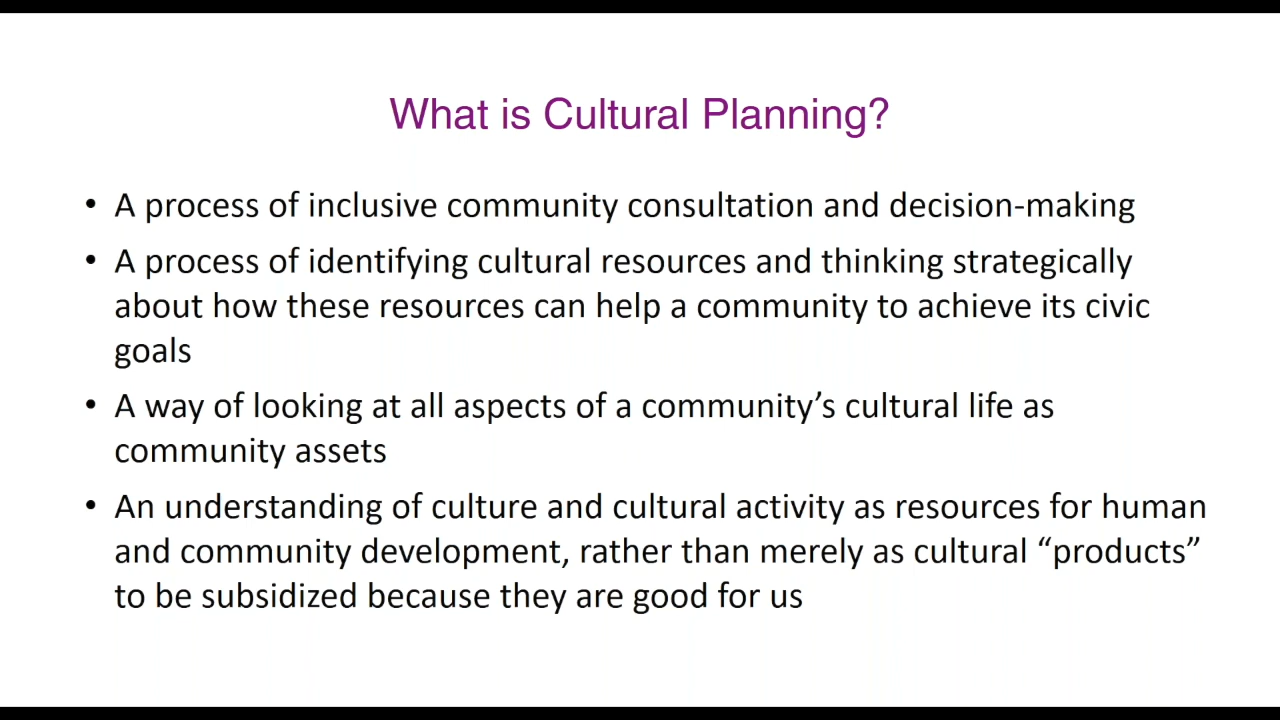 What is Cultural Planning?
• A process of inclusive community consultation and decision-making
• A process of identifying cultural resources and thinking strategically
about how these resources can help a community to achieve its civic
goals
• A way of looking at all aspects of a community’s cultural life as
community assets
• An understanding of culture and cultural activity as resources for human
and community development, rather than merely as cultural “products”
to be subsidized because they are good for us